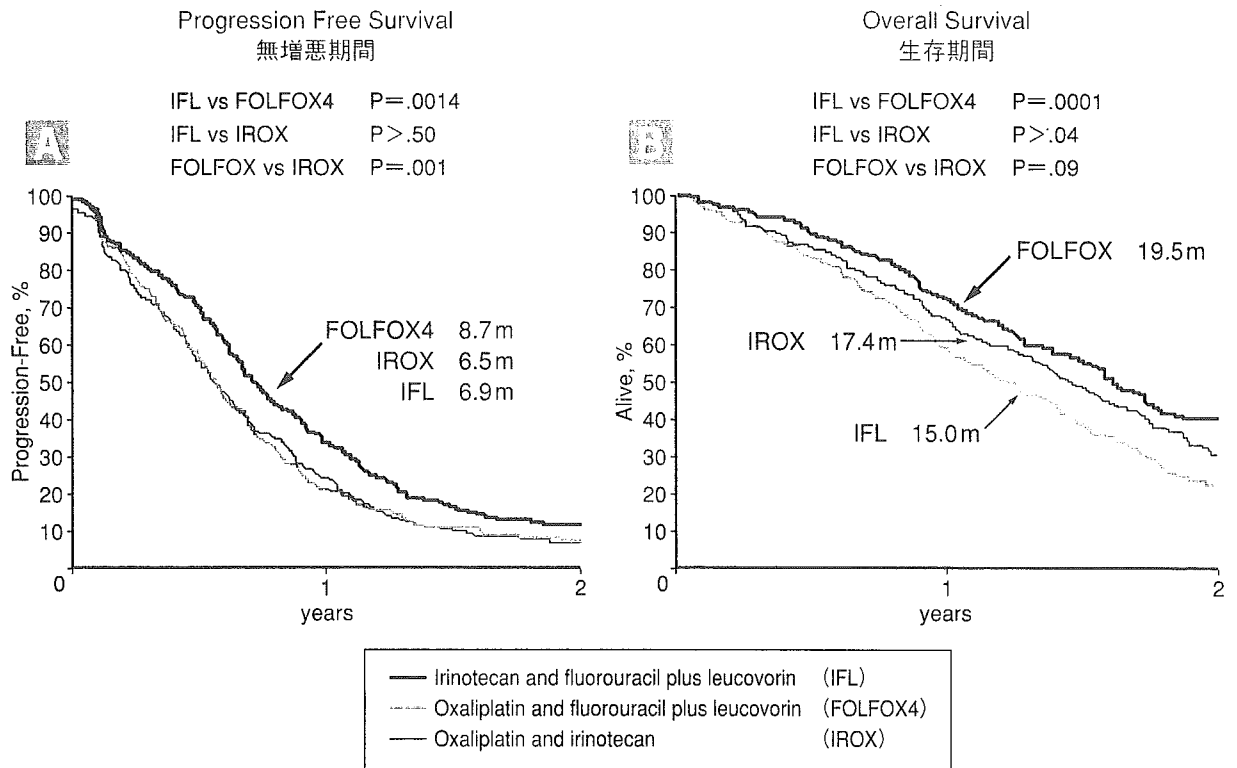 Progression Free Survival
無増悪期間
IFL vs FOLFOX4 P=.0014
IFL vs IROX P>.50
FOLFOX vs IROX P=.001
A
100
90
80
70
60
50
40
30
20
10
0
1
2
Progression-Free, %
years
FOLFOX4 8.7m
IROX 6.5m
IFL 6.9m
Overall Survival
生存期間
IFL vs FOLFOX4 P=.0001
IFL vs IROX P>.04
FOLFOX vs IROX P=.09
B
100
90
80
70
60
50
40
30
20
10
0
1
2
Alive, %
years
FOLFOX 19.5m
IROX 17.4m
IFL 15.0m
Irinotecan and fluorouracil plus leucovorin (IFL)
Oxaliplatin and fluorouracil plus leucovorin (FOLFOX4)
Oxaliplatin and irinotecan (IROX)